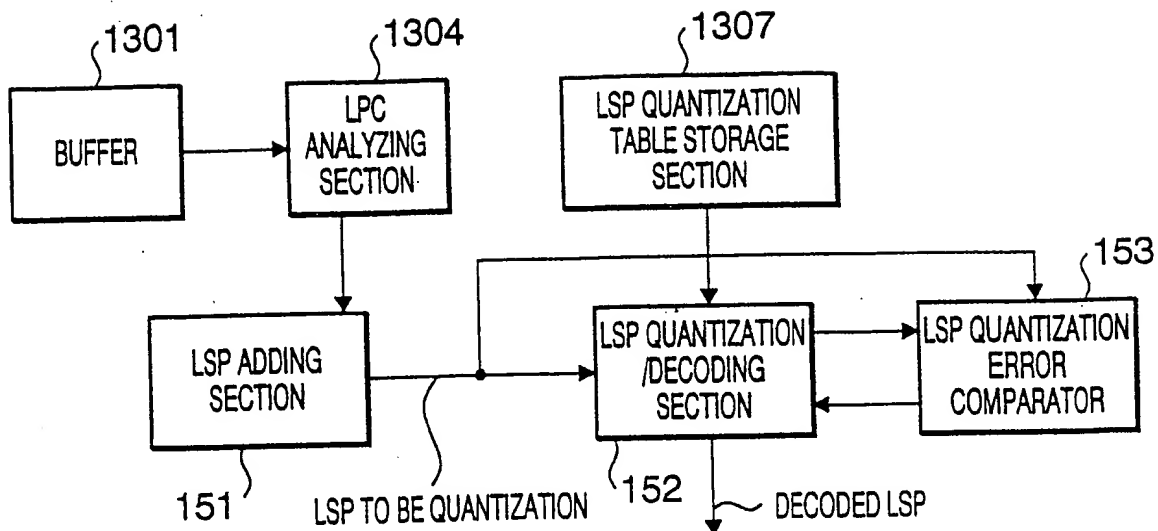 1301
1304
1307
BUFFER
LPC
ANALYZING
SECTION
LSP QUANTIZATION
TABLE STORAGE
SECTION
153
LSP ADDING
SECTION
LSP QUANTIZATION
/DECODING
SECTION
LSP QUANTIZATION
ERROR
COMPARATOR
151
LSP TO BE QUANTIZATION
152
DECODED LSP